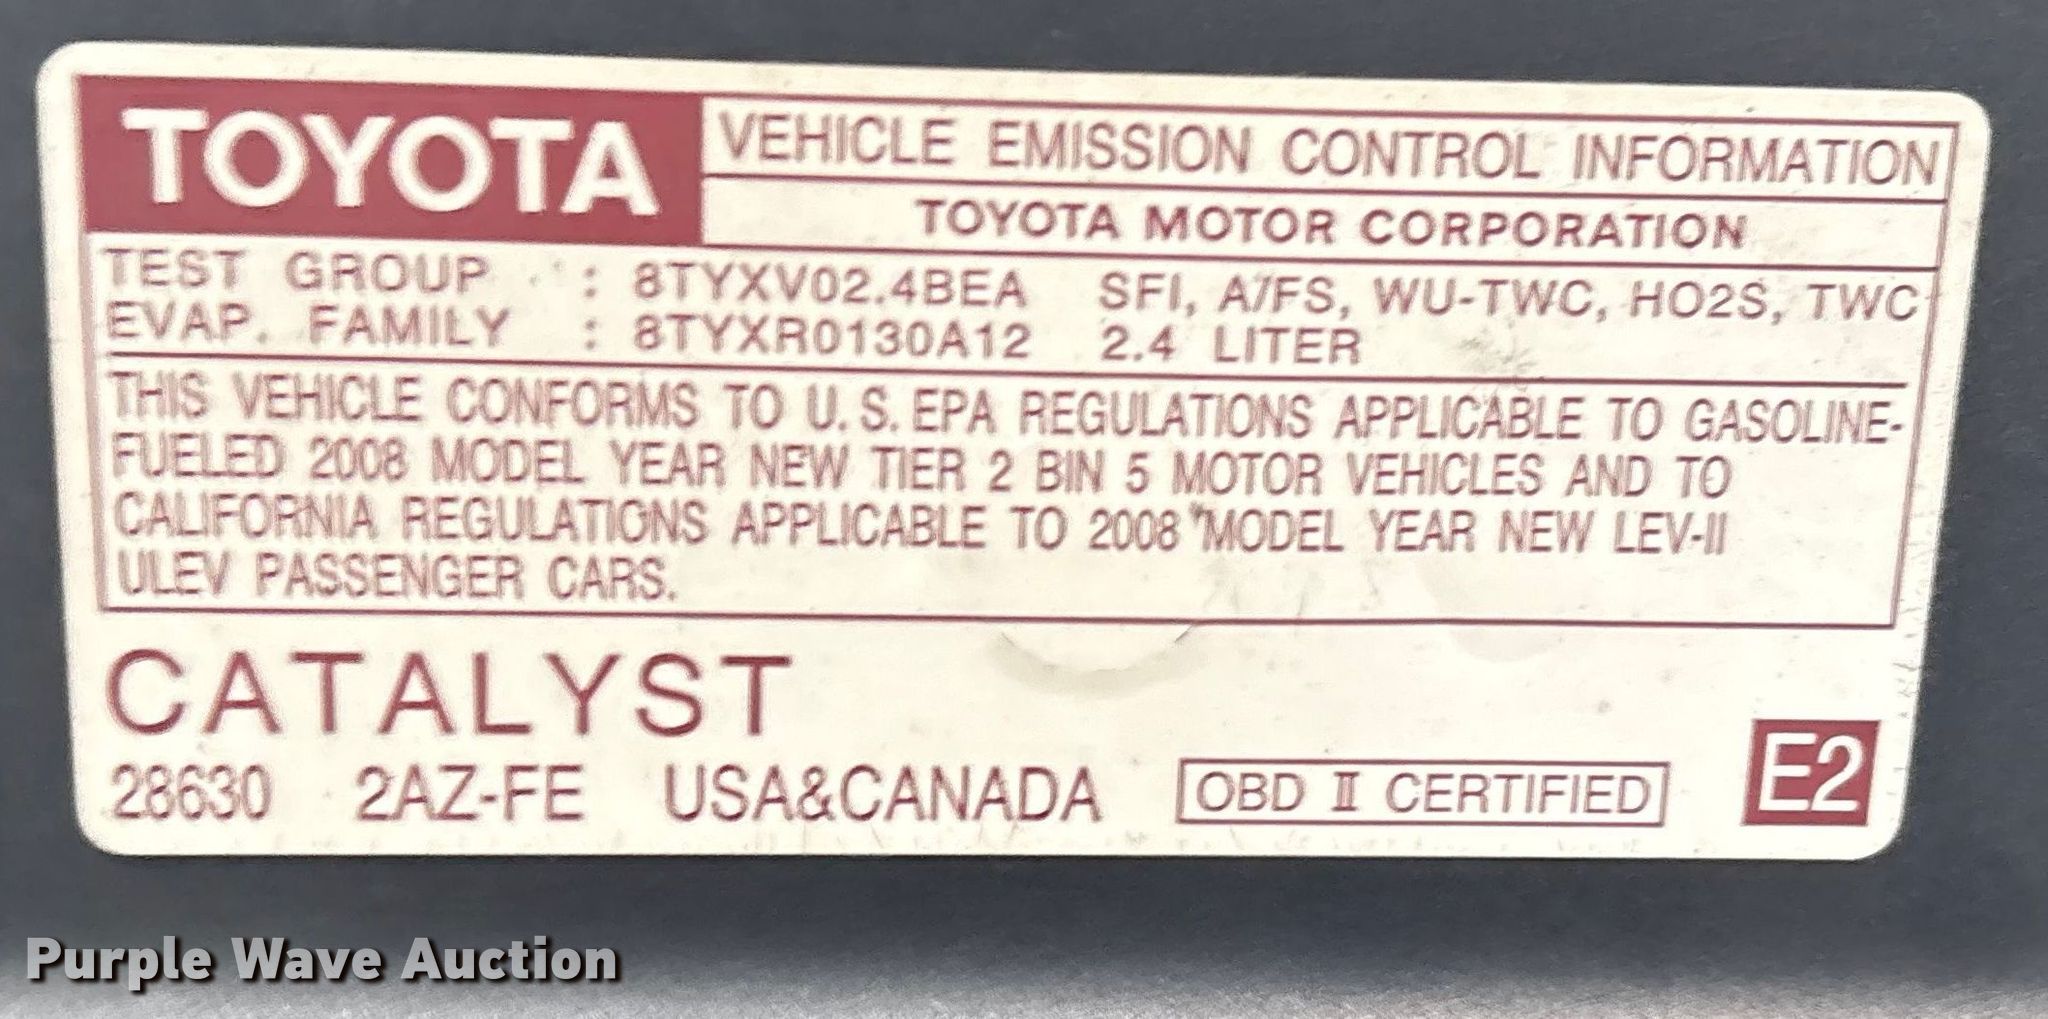 TOYOTA
VEHICLE EMISSION CONTROL INFORMATION
TOYOTA MOTOR CORPORATION
TEST GROUP : 8TYXV02.4BEA SFI, A/FS, WU-TWC, HO2S, TWC
EVAP. FAMILY : 8TYXR0130A12 2.4 LITER
THIS VEHICLE CONFORMS TO U.S. EPA REGULATIONS APPLICABLE TO GASOLINE-
FUELED 2008 MODEL YEAR NEW TIER 2 BIN 5 MOTOR VEHICLES AND TO
CALIFORNIA REGULATIONS APPLICABLE TO 2008 MODEL YEAR NEW LEV-II
ULEV PASSENGER CARS.
CATALYST
28630 2AZ-FE USA&CANADA OBD II CERTIFIED E2
Purple Wave Auction